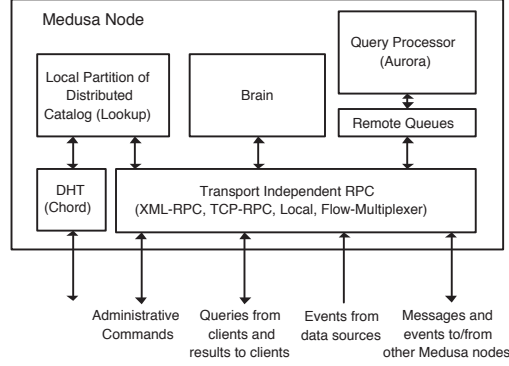 Medusa Node
Query Processor
(Aurora)
Local Partition of
Distributed
Catalog (Lookup)
Brain
Remote Queues
DHT
(Chord)
Transport Independent RPC
(XML-RPC, TCP-RPC, Local, Flow-Multiplexer)
Administrative
Commands
Queries from
clients and
results to clients
Events from
data sources
Messages and
events to/from
other Medusa nodes